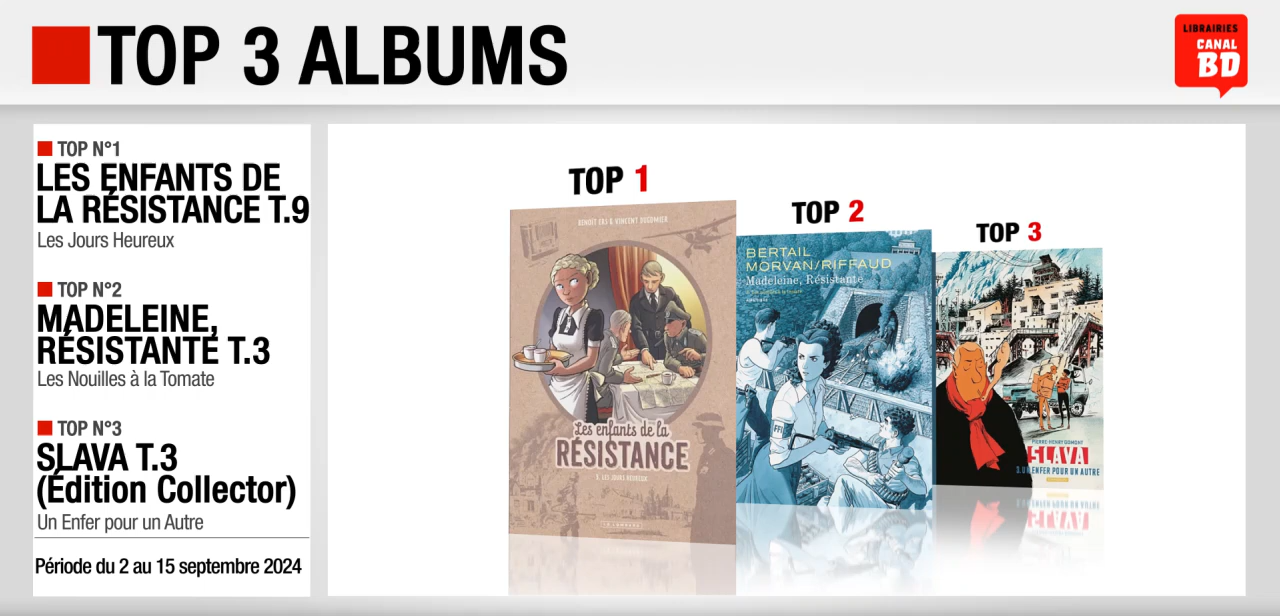 TOP 3 ALBUMS
LIBRAIRIES
CANAL
BD
TOP N°1
LES ENFANTS DE
LA RÉSISTANCE T.9
Les Jours Heureux
TOP N°2
MADELEINE,
RÉSISTANTE T.3
Les Nouilles à la Tomate
TOP N°3
SLAVA T.3
(Édition Collector)
Un Enfer pour un Autre
Période du 2 au 15 septembre 2024
TOP 1
BENOÎT ERS & VINCENT DUGOMIER
Les enfants de la
RÉSISTANCE
LES JOURS HEUREUX
LE LOMBARD
TOP 2
BERTAIL
MORVAN/RIFFAUD
Madeleine, Résistante
FFI
TOP 3
PIERRE-HENRY GOMONT
SLAVA
3. UN ENFER POUR UN AUTRE